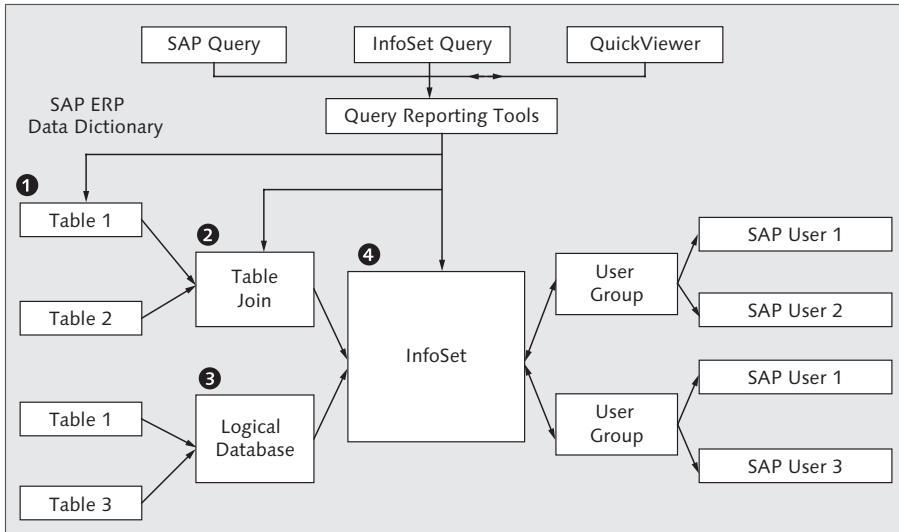 SAP Query
InfoSet Query
QuickViewer
SAP ERP
Data Dictionary
Query Reporting Tools
1
Table 1
2
Table
Join
Table 2
3
Table 1
Logical
Database
Table 3
4
InfoSet
User
Group
SAP User 1
SAP User 2
User
Group
SAP User 1
SAP User 3